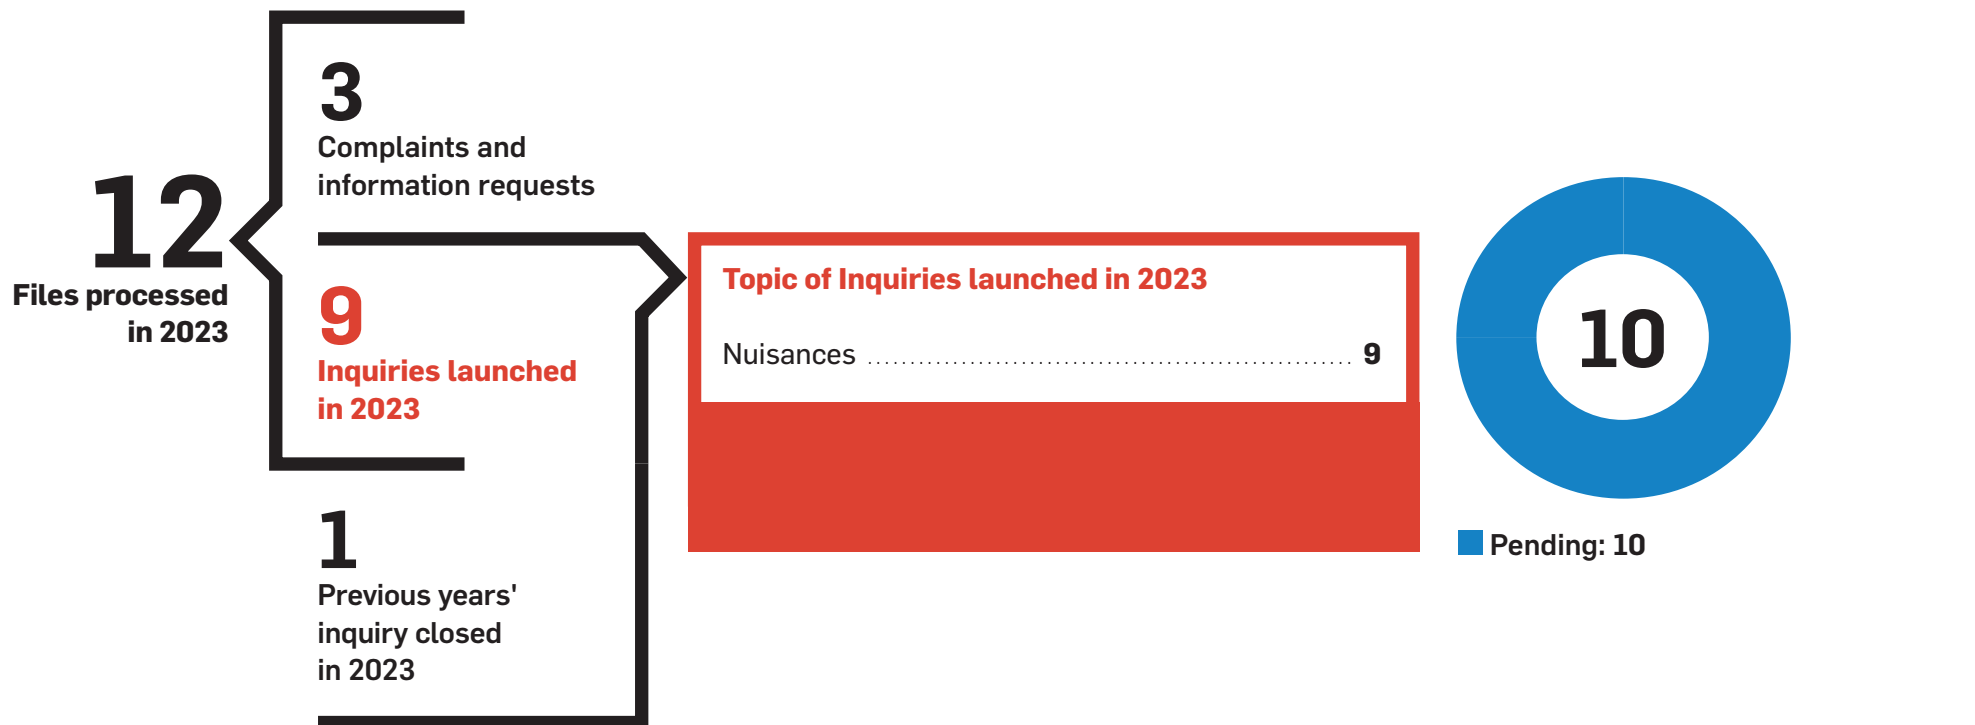 12
Files processed
in 2023
3
Complaints and
information requests
9
Inquiries launched
in 2023
1
Previous years'
inquiry closed
in 2023
Topic of Inquiries launched in 2023
Nuisances ........................................................ 9
10
Pending: 10